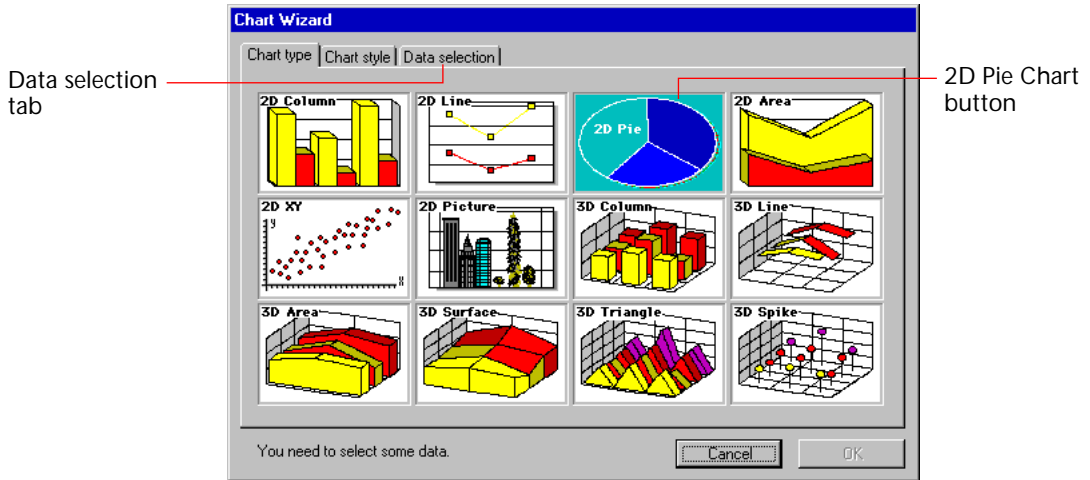 Chart Wizard
Chart type Chart style Data selection
Data selection
tab
2D Pie Chart
button
2D Column 2D Line 2D Pie 2D Area
2D XY 2D Picture 3D Column 3D Line
y
x
3D Area 3D Surface 3D Triangle 3D Spike
You need to select some data. Cancel OK